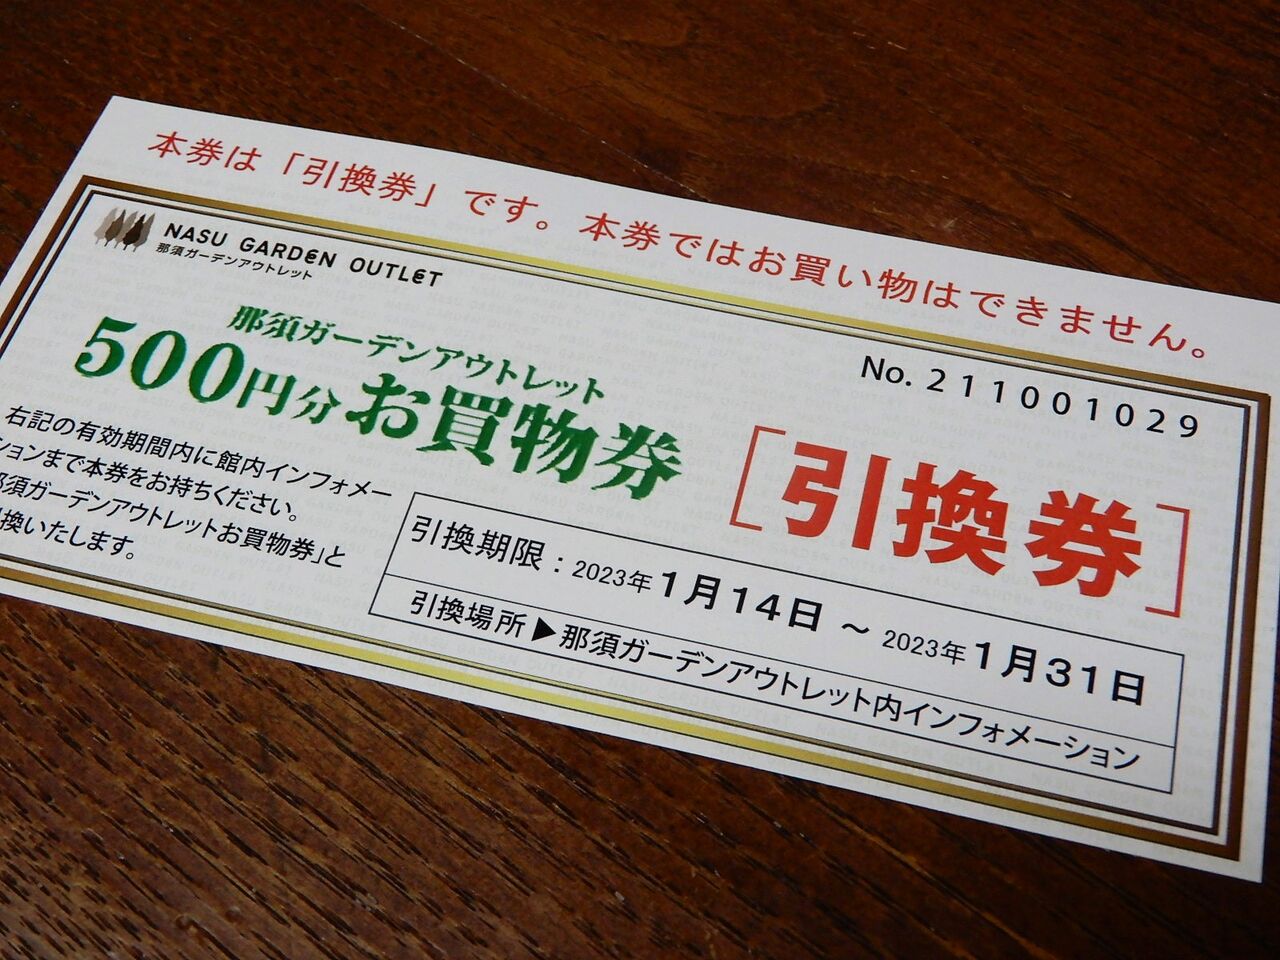 本券は「引換券」です。本券ではお買い物はできません。
NASU GARDEN OUTLET
那須ガーデンアウトレット
No. 211001029
那須ガーデンアウトレット
500円分お買物券
[引換券]
右記の有効期間内に館内インフォメー
ションまで本券をお持ちください。
那須ガーデンアウトレットお買物券」と
換いたします。
引換期限：2023年1月14日 ～ 2023年1月31日
引換場所▶那須ガーデンアウトレット内インフォメーション